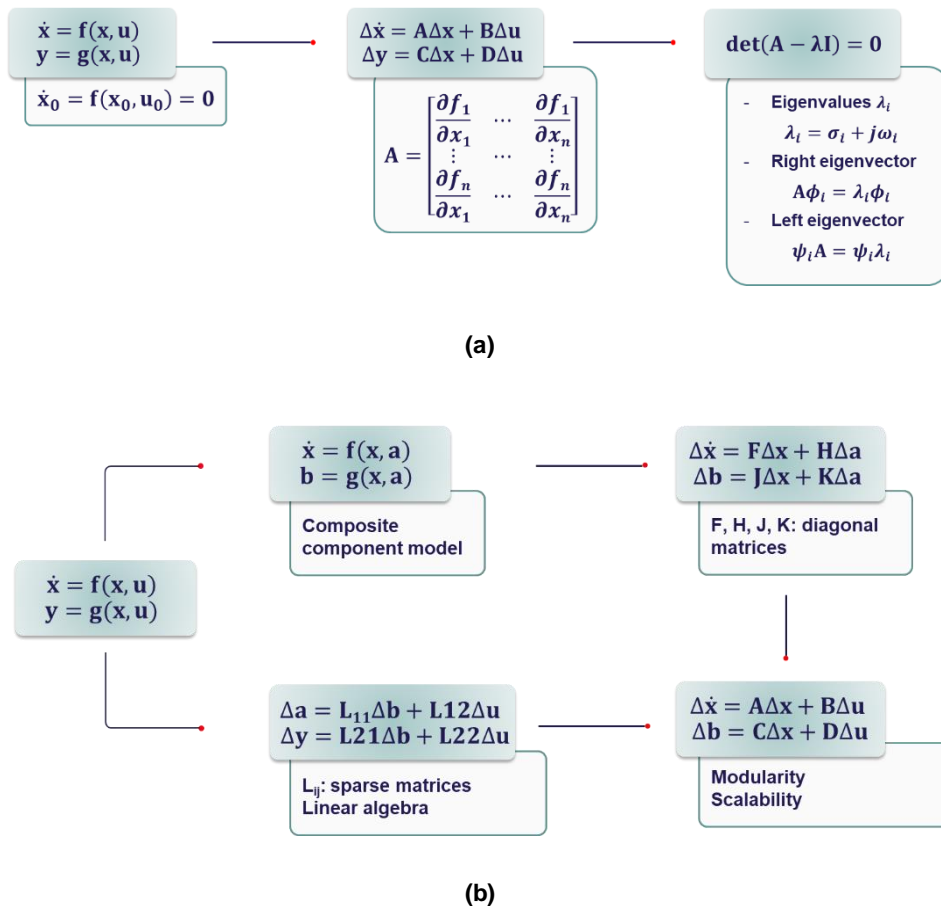 ẋ = f(x, u)
y = g(x, u)
ẋ₀ = f(x₀, u₀) = 0
Δẋ = AΔx + BΔu
Δy = CΔx + DΔu
A = [∂f₁/∂x₁ ⋯ ∂f₁/∂xₙ
⋮ ⋯ ⋮
∂fₙ/∂x₁ ⋯ ∂fₙ/∂xₙ]
det(A − λI) = 0
- Eigenvalues λᵢ
λᵢ = σᵢ + jωᵢ
- Right eigenvector
Aϕᵢ = λᵢϕᵢ
- Left eigenvector
ψᵢA = ψᵢλᵢ
(a)
ẋ = f(x, u)
y = g(x, u)
ẋ = f(x, a)
b = g(x, a)
Composite
component model
Δẋ = FΔx + HΔa
Δb = JΔx + KΔa
F, H, J, K: diagonal
matrices
Δa = L₁₁Δb + L12Δu
Δy = L21Δb + L22Δu
Lᵢⱼ: sparse matrices
Linear algebra
Δẋ = AΔx + BΔu
Δb = CΔx + DΔu
Modularity
Scalability
(b)